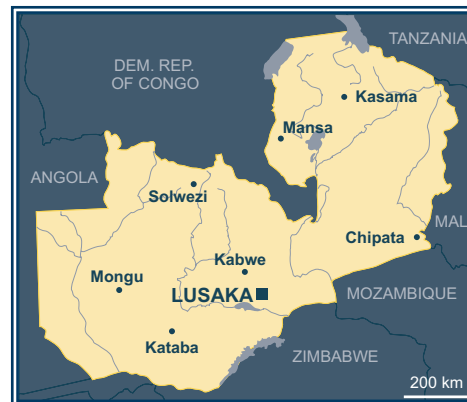 TANZANIA
DEM. REP.
OF CONGO
Kasama
Mansa
ANGOLA
Solwezi
MAL
Chipata
Kabwe
Mongu
LUSAKA
MOZAMBIQUE
Kataba
ZIMBABWE
200 km